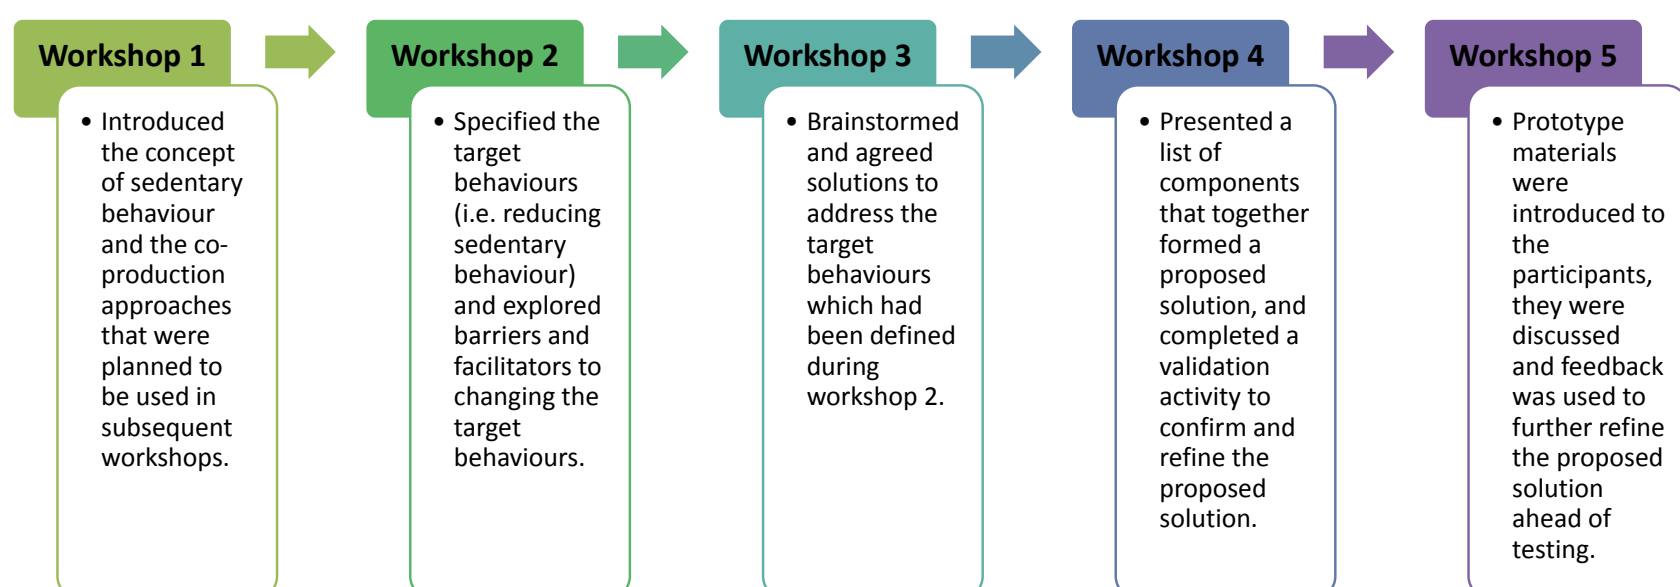 Workshop 1
• Introduced
the concept
of sedentary
behaviour
and the co-
production
approaches
that were
planned to
be used in
subsequent
workshops.
Workshop 2
• Specified the
target
behaviours
(i.e. reducing
sedentary
behaviour)
and explored
barriers and
facilitators to
changing the
target
behaviours.
Workshop 3
• Brainstormed
and agreed
solutions to
address the
target
behaviours
which had
been defined
during
workshop 2.
Workshop 4
• Presented a
list of
components
that together
formed a
proposed
solution, and
completed a
validation
activity to
confirm and
refine the
proposed
solution.
Workshop 5
• Prototype
materials
were
introduced to
the
participants,
they were
discussed
and feedback
was used to
further refine
the proposed
solution
ahead of
testing.